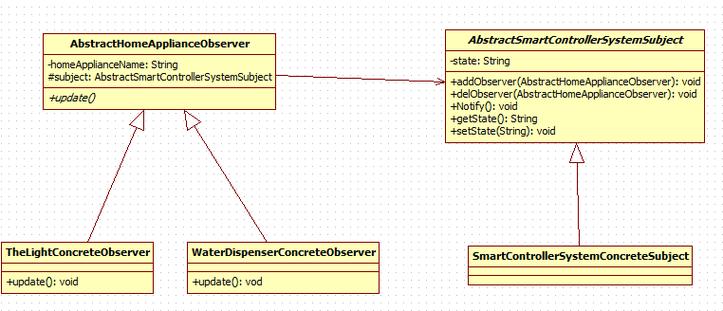 AbstractHomeApplianceObserver
-homeApplianceName: String
#subject: AbstractSmartControllerSystemSubject
+update()
AbstractSmartControllerSystemSubject
-state: String
+addObserver(AbstractHomeApplianceObserver): void
+delObserver(AbstractHomeApplianceObserver): void
+Notify(): void
+getState(): String
+setState(String): void
TheLightConcreteObserver
+update(): void
WaterDispenserConcreteObserver
+update(): vod
SmartControllerSystemConcreteSubject